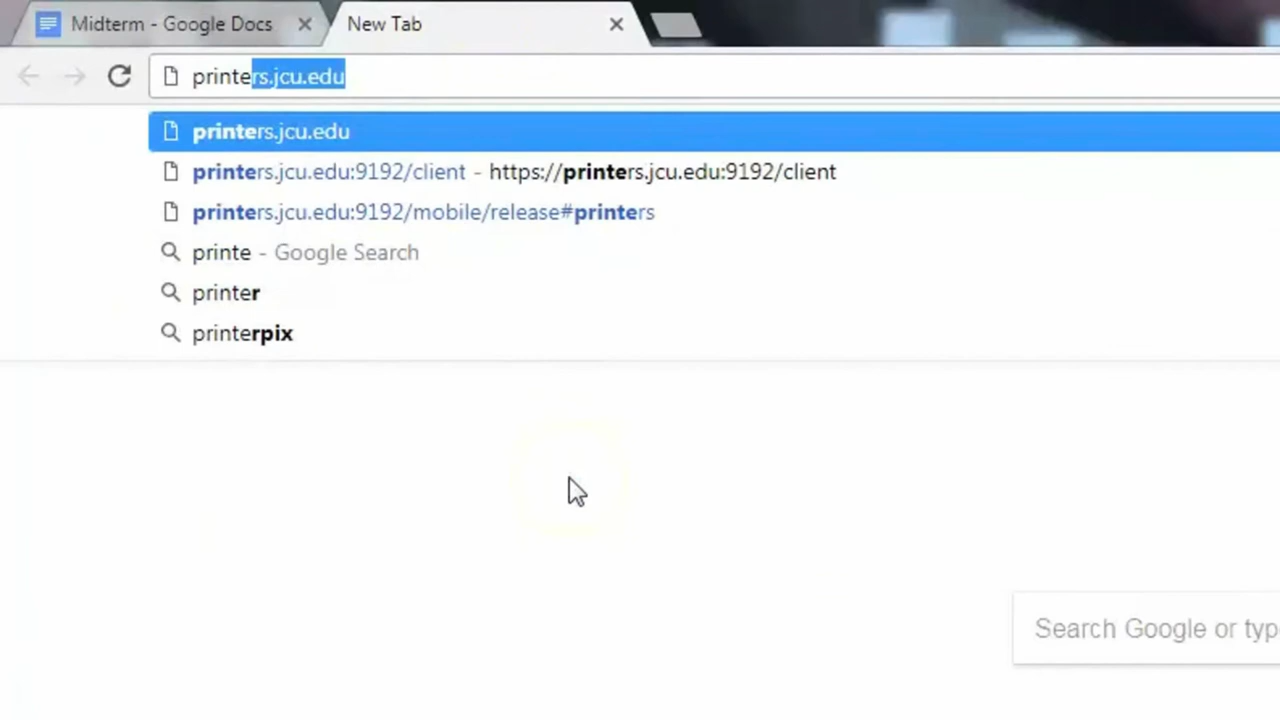 Midterm - Google Docs New Tab
printers.jcu.edu
printers.jcu.edu
printers.jcu.edu:9192/client - https://printers.jcu.edu:9192/client
printers.jcu.edu:9192/mobile/release#printers
printe - Google Search
printer
printerpix
Search Google or typ